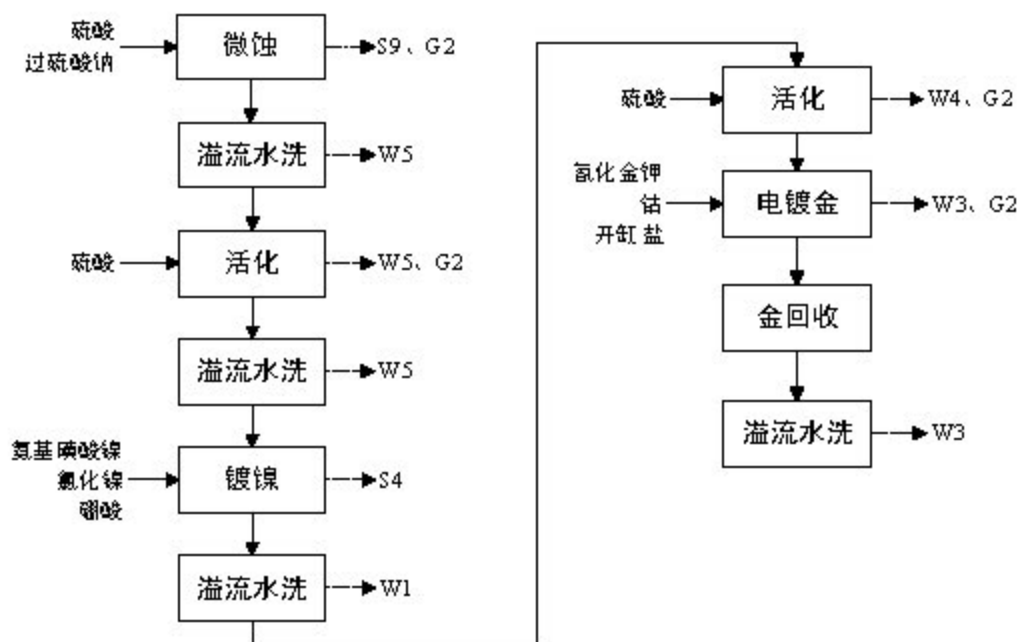 硫酸
过硫酸钠
微蚀
S9、G2
溢流水洗
W5
硫酸
活化
W5、G2
溢流水洗
W5
氨基磺酸镍
氯化镍
硼酸
镀镍
S4
溢流水洗
W1
硫酸
活化
W4、G2
氰化金钾
钴
开缸盐
电镀金
W3、G2
金回收
溢流水洗
W3